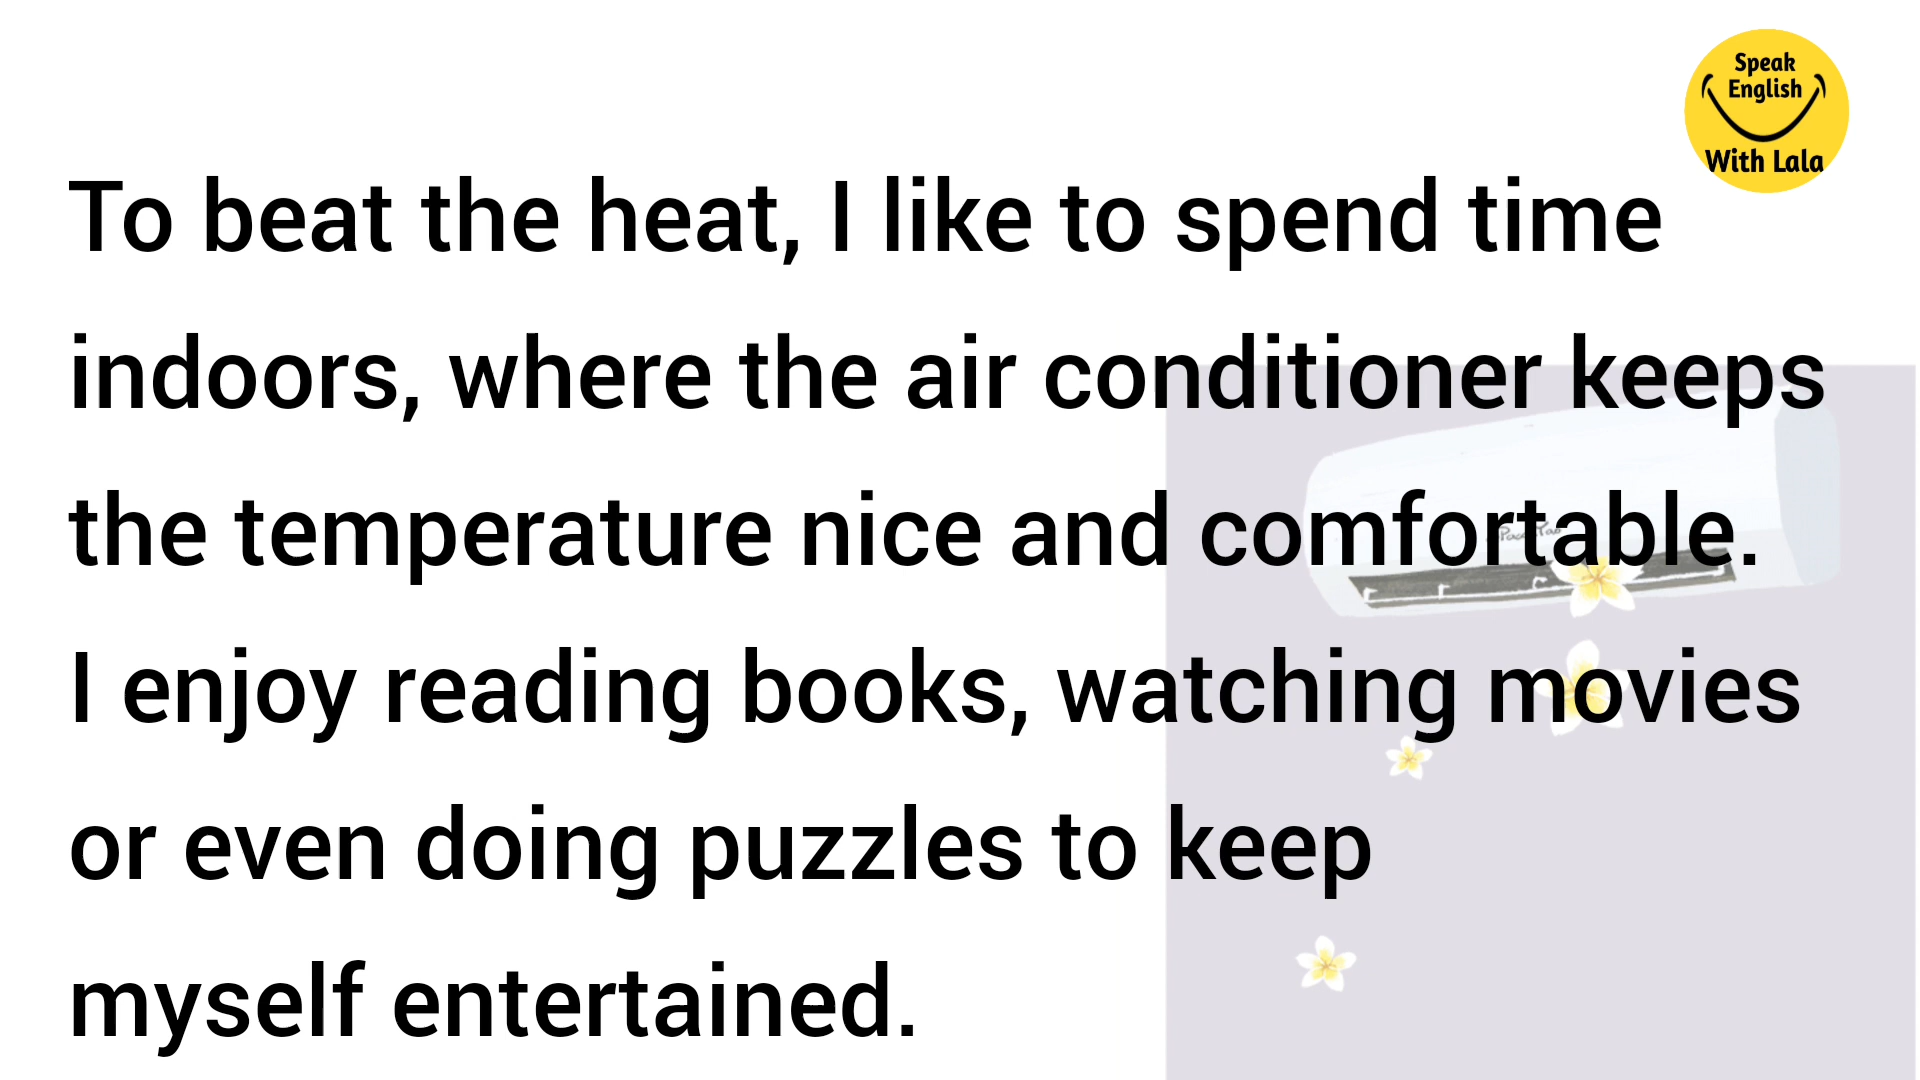 Speak
English
With Lala
To beat the heat, I like to spend time
indoors, where the air conditioner keeps
the temperature nice and comfortable.
I enjoy reading books, watching movies
or even doing puzzles to keep
myself entertained.